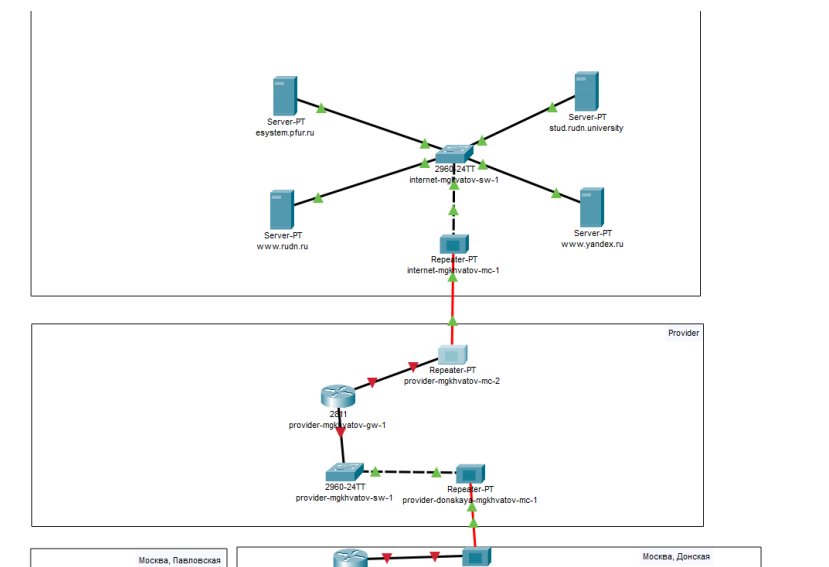 Server-PT
esystem.pfur.ru
Server-PT
stud.rudn.university
2960-24TT
internet-mgkhvatov-sw-1
Server-PT
www.rudn.ru
Server-PT
www.yandex.ru
Repeater-PT
internet-mgkhvatov-mc-1
Provider
Repeater-PT
provider-mgkhvatov-mc-2
2811
provider-mgkhvatov-gw-1
2960-24TT
provider-mgkhvatov-sw-1
Repeater-PT
provider-donskaya-mgkhvatov-mc-1
Москва, Павловская
Москва, Донская